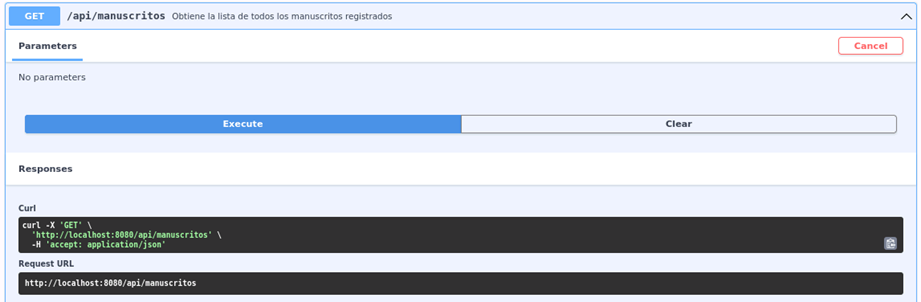 GET /api/manuscritos Obtiene la lista de todos los manuscritos registrados
Parameters
Cancel
No parameters
Execute
Clear
Responses
Curl
curl -X 'GET' \
'http://localhost:8080/api/manuscritos' \
-H 'accept: application/json'
Request URL
http://localhost:8080/api/manuscritos